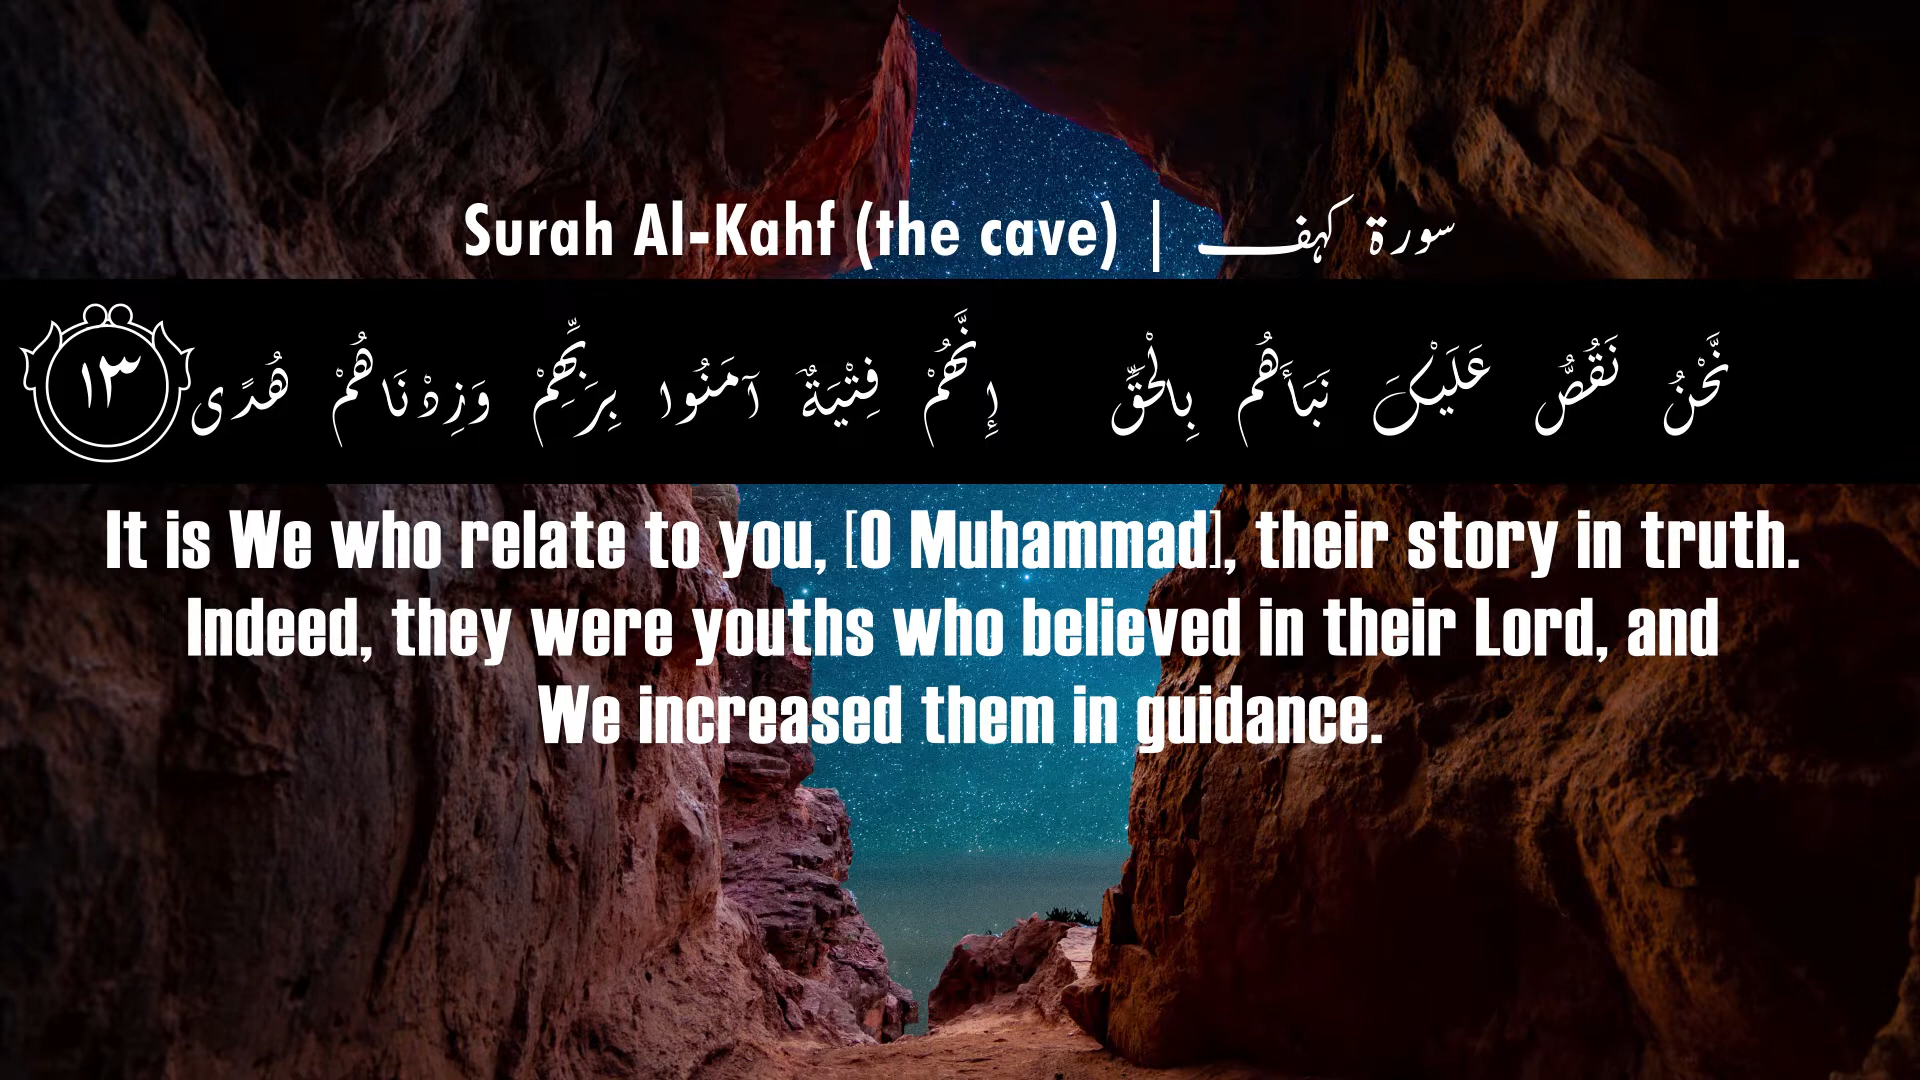 Surah Al-Kahf (the cave) | سورة كهف
نَّحْنُ نَقُصُّ عَلَيْكَ نَبَأَهُم بِالْحَقِّ إِنَّهُمْ فِتْيَةٌ آمَنُوا بِرَبِّهِمْ وَزِدْنَاهُمْ هُدًى ١٣
It is We who relate to you, [O Muhammad], their story in truth.
Indeed, they were youths who believed in their Lord, and
We increased them in guidance.